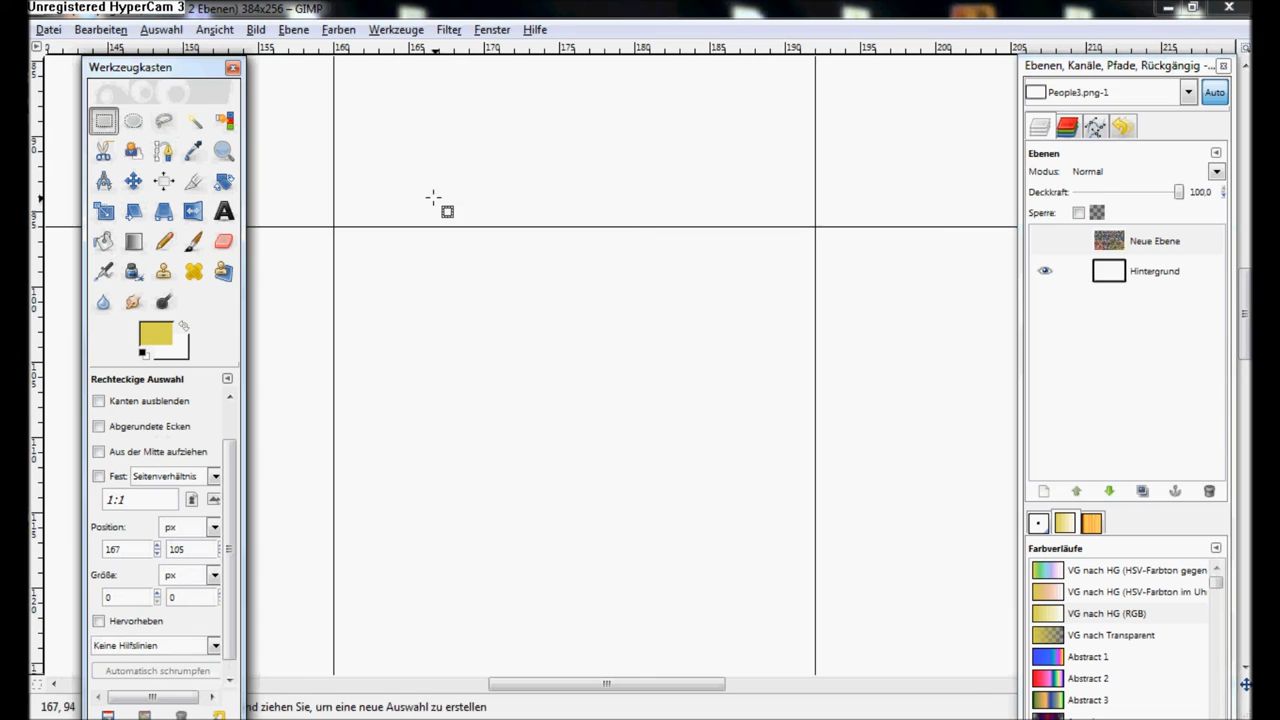 Unregistered HyperCam 3
2 Ebenen) 384x256 – GIMP
Datei Bearbeiten Auswahl Ansicht Bild Ebene Farben Werkzeuge Filter Fenster Hilfe
145 150 155 160 165 170 175 180 185 190 195 200 205 210 215
Werkzeugkasten
Rechteckige Auswahl
Kanten ausblenden
Abgerundete Ecken
Aus der Mitte aufziehen
Fest: Seitenverhältnis
1:1
Position: px
167 105
Größe: px
0 0
Hervorheben
Keine Hilfslinien
Automatisch schrumpfen
Ebenen, Kanäle, Pfade, Rückgängig -...
People3.png-1 Auto
Ebenen
Modus: Normal
Deckkraft: 100,0
Sperre:
Neue Ebene
Hintergrund
Farbverläufe
VG nach HG (HSV-Farbton gegen
VG nach HG (HSV-Farbton im Uh
VG nach HG (RGB)
VG nach Transparent
Abstract 1
Abstract 2
Abstract 3
167, 94
nd ziehen Sie, um eine neue Auswahl zu erstellen